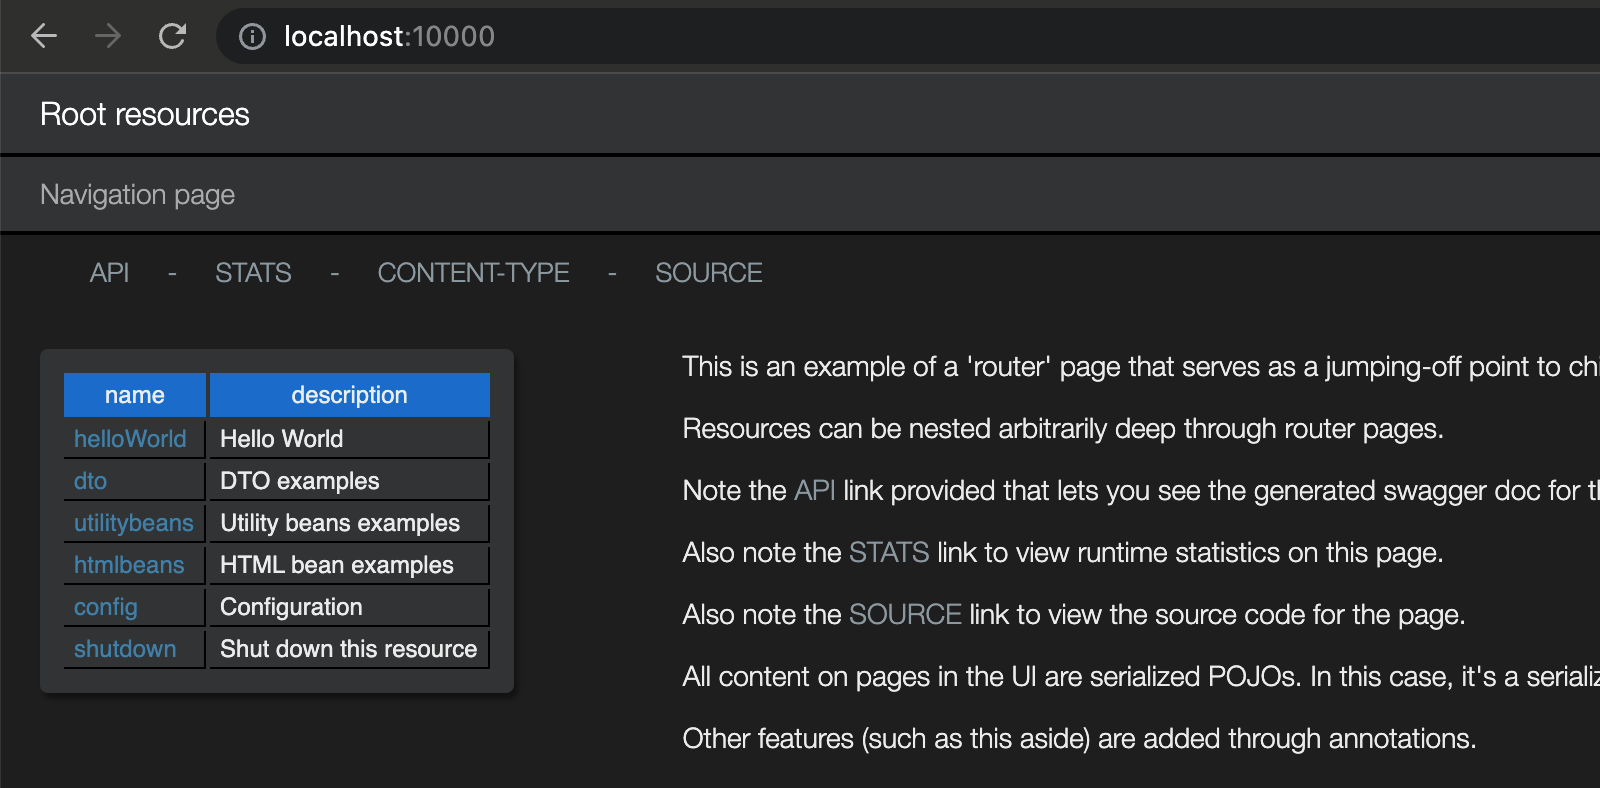 localhost:10000
Root resources
Navigation page
API - STATS - CONTENT-TYPE - SOURCE
name description
helloWorld Hello World
dto DTO examples
utilitybeans Utility beans examples
htmlbeans HTML bean examples
config Configuration
shutdown Shut down this resource
This is an example of a 'router' page that serves as a jumping-off point to
Resources can be nested arbitrarily deep through router pages.
Note the API link provided that lets you see the generated swagger doc for
Also note the STATS link to view runtime statistics on this page.
Also note the SOURCE link to view the source code for the page.
All content on pages in the UI are serialized POJOs. In this case, it's a
Other features (such as this aside) are added through annotations.